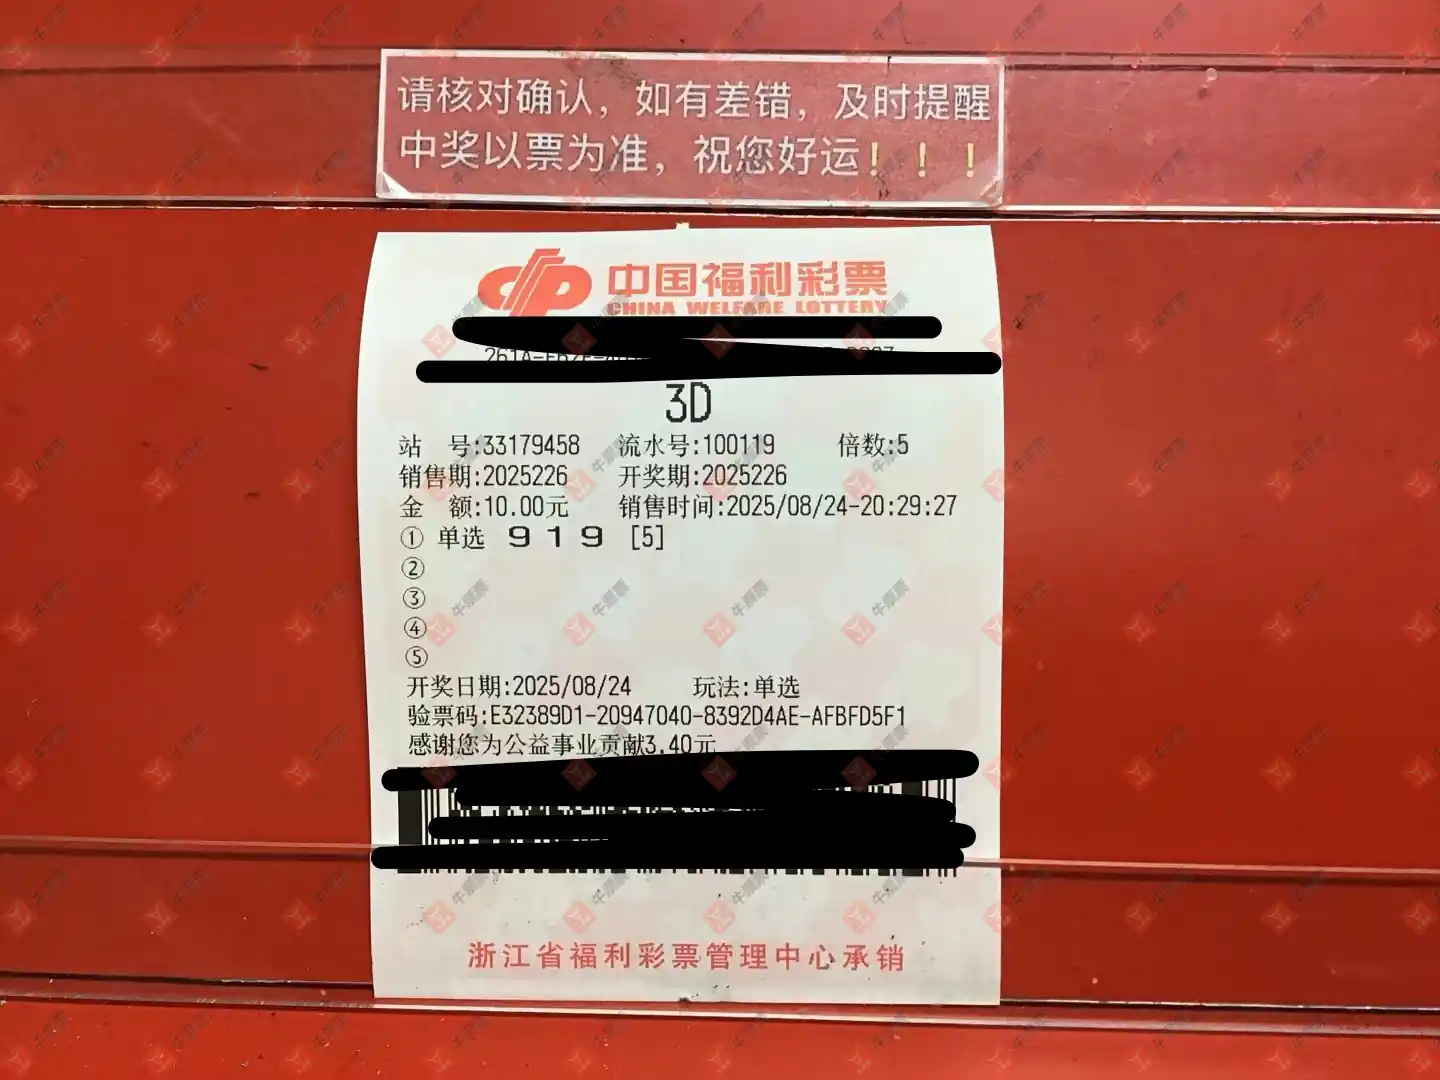 请核对确认，如有差错，及时提醒
中奖以票为准，祝您好运！！！
中国福利彩票
CHINA WELFARE LOTTERY
3D
站 号:33179458 流水号:100119 倍数:5
销售期:2025226 开奖期:2025226
金 额:10.00元 销售时间:2025/08/24-20:29:27
① 单选 9 1 9 [5]
②
③
④
⑤
开奖日期:2025/08/24 玩法:单选
验票码:E32389D1-20947040-8392D4AE-AFBFD5F1
感谢您为公益事业贡献3.40元
浙江省福利彩票管理中心承销